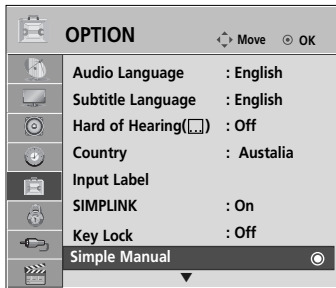 OPTION Move OK
Audio Language : English
Subtitle Language : English
Hard of Hearing( ) : Off
Country : Austalia
Input Label
SIMPLINK : On
Key Lock : Off
Simple Manual